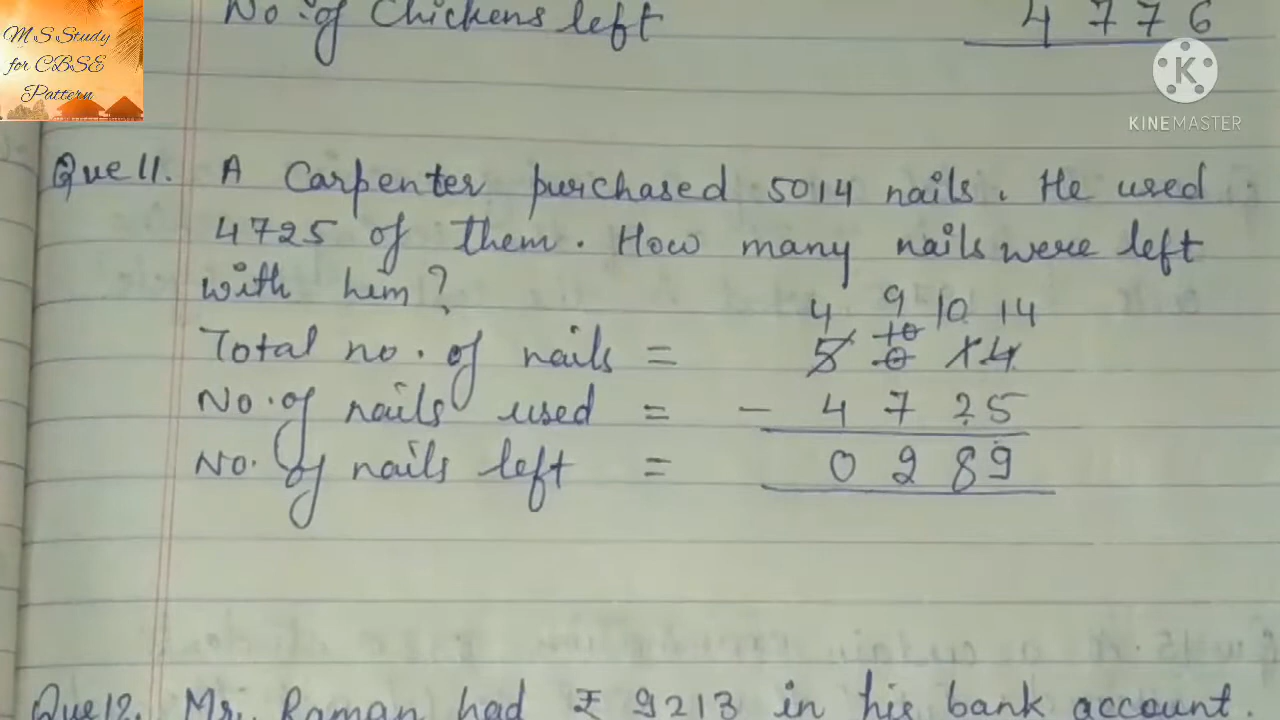 No. of Chickens left 4 7 7 6
M S Study
for CBSE
Pattern
K
KINEMASTER
Que 11. A Carpenter purchased 5014 nails. He used
4725 of them. How many nails were left
with him?
4 9 10 14
10
Total no. of nails = 5 0 1 4
No. of nails used = - 4 7 2 5
No. of nails left = 0 2 8 9
Que 12. Mr. Raman had ₹ 9213 in his bank account.